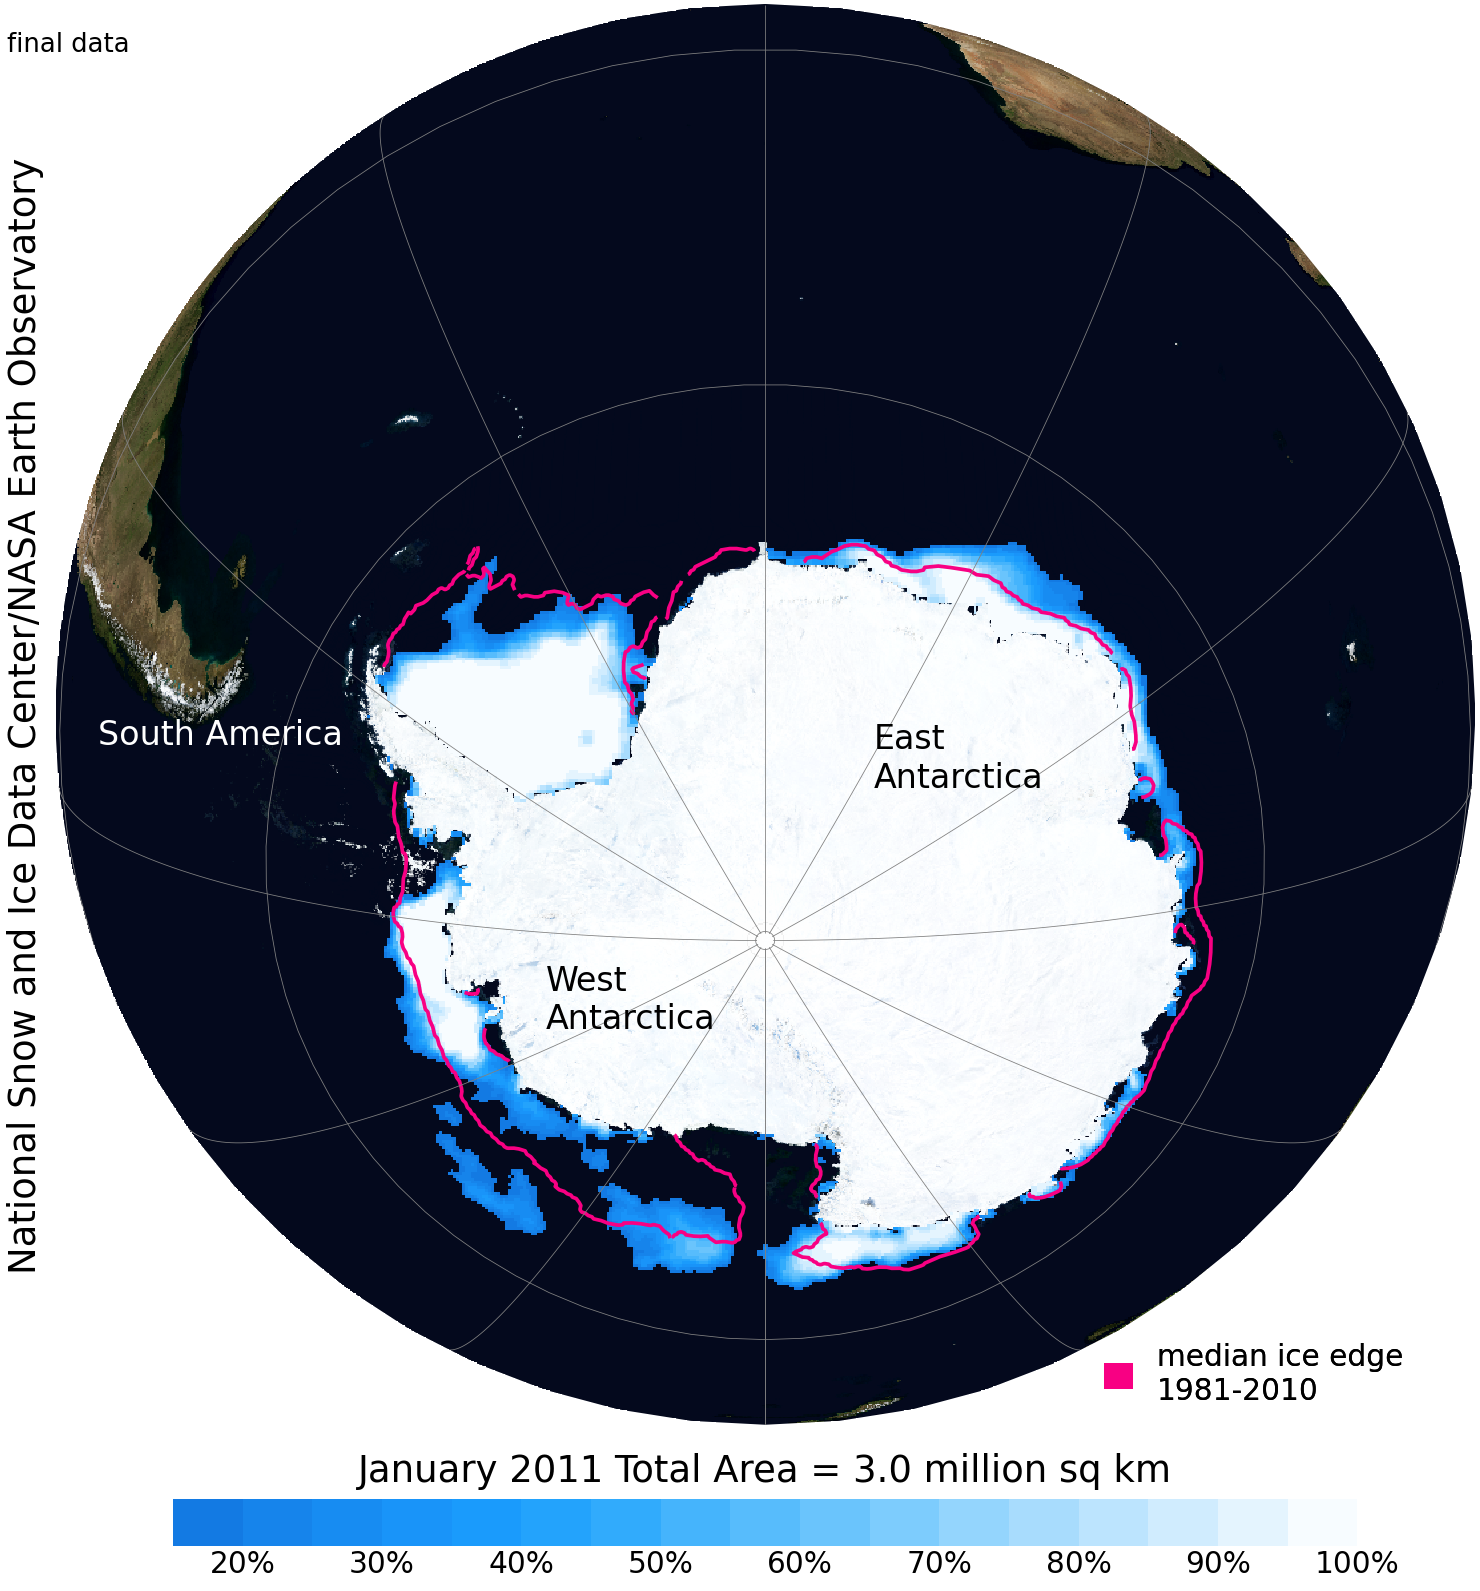 final data
National Snow and Ice Data Center/NASA Earth Observatory
South America
East
Antarctica
West
Antarctica
median ice edge
1981-2010
January 2011 Total Area = 3.0 million sq km
20% 30% 40% 50% 60% 70% 80% 90% 100%